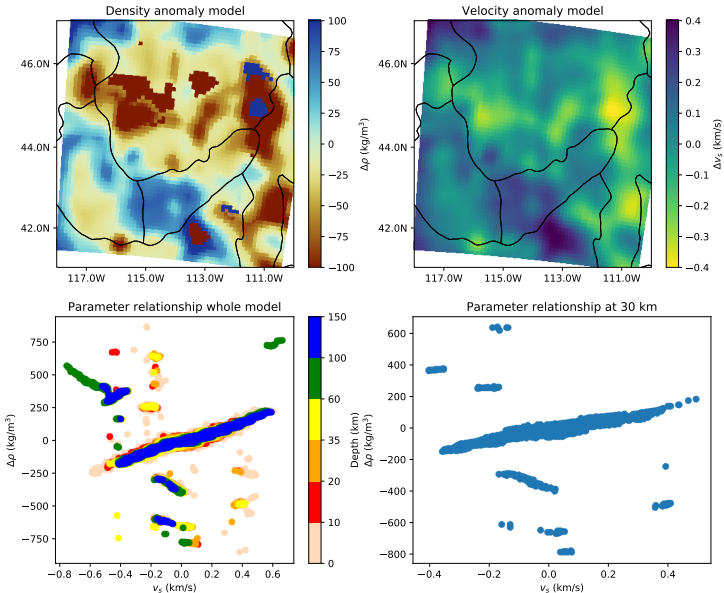 Density anomaly model
46.0N
44.0N
42.0N
117.0W 115.0W 113.0W 111.0W
100
75
50
25
0
−25
−50
−75
−100
Δρ (kg/m³)
Velocity anomaly model
46.0N
44.0N
42.0N
117.0W 115.0W 113.0W 111.0W
0.4
0.3
0.2
0.1
0.0
−0.1
−0.2
−0.3
−0.4
Δvs (km/s)
Parameter relationship whole model
Δρ (kg/m³)
750
500
250
0
−250
−500
−750
−0.8 −0.6 −0.4 −0.2 0.0 0.2 0.4 0.6
vs (km/s)
150
100
60
35
20
10
0
Depth (km)
Parameter relationship at 30 km
Δρ (kg/m³)
600
400
200
0
−200
−400
−600
−800
−0.4 −0.2 0.0 0.2 0.4
vs (km/s)